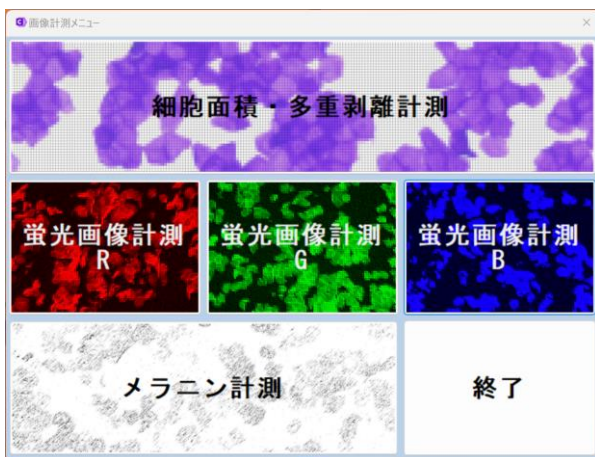 画像計測メニュー
細胞面積・多重剥離計測
蛍光画像計測
R
蛍光画像計測
G
蛍光画像計測
B
メラニン計測
終了